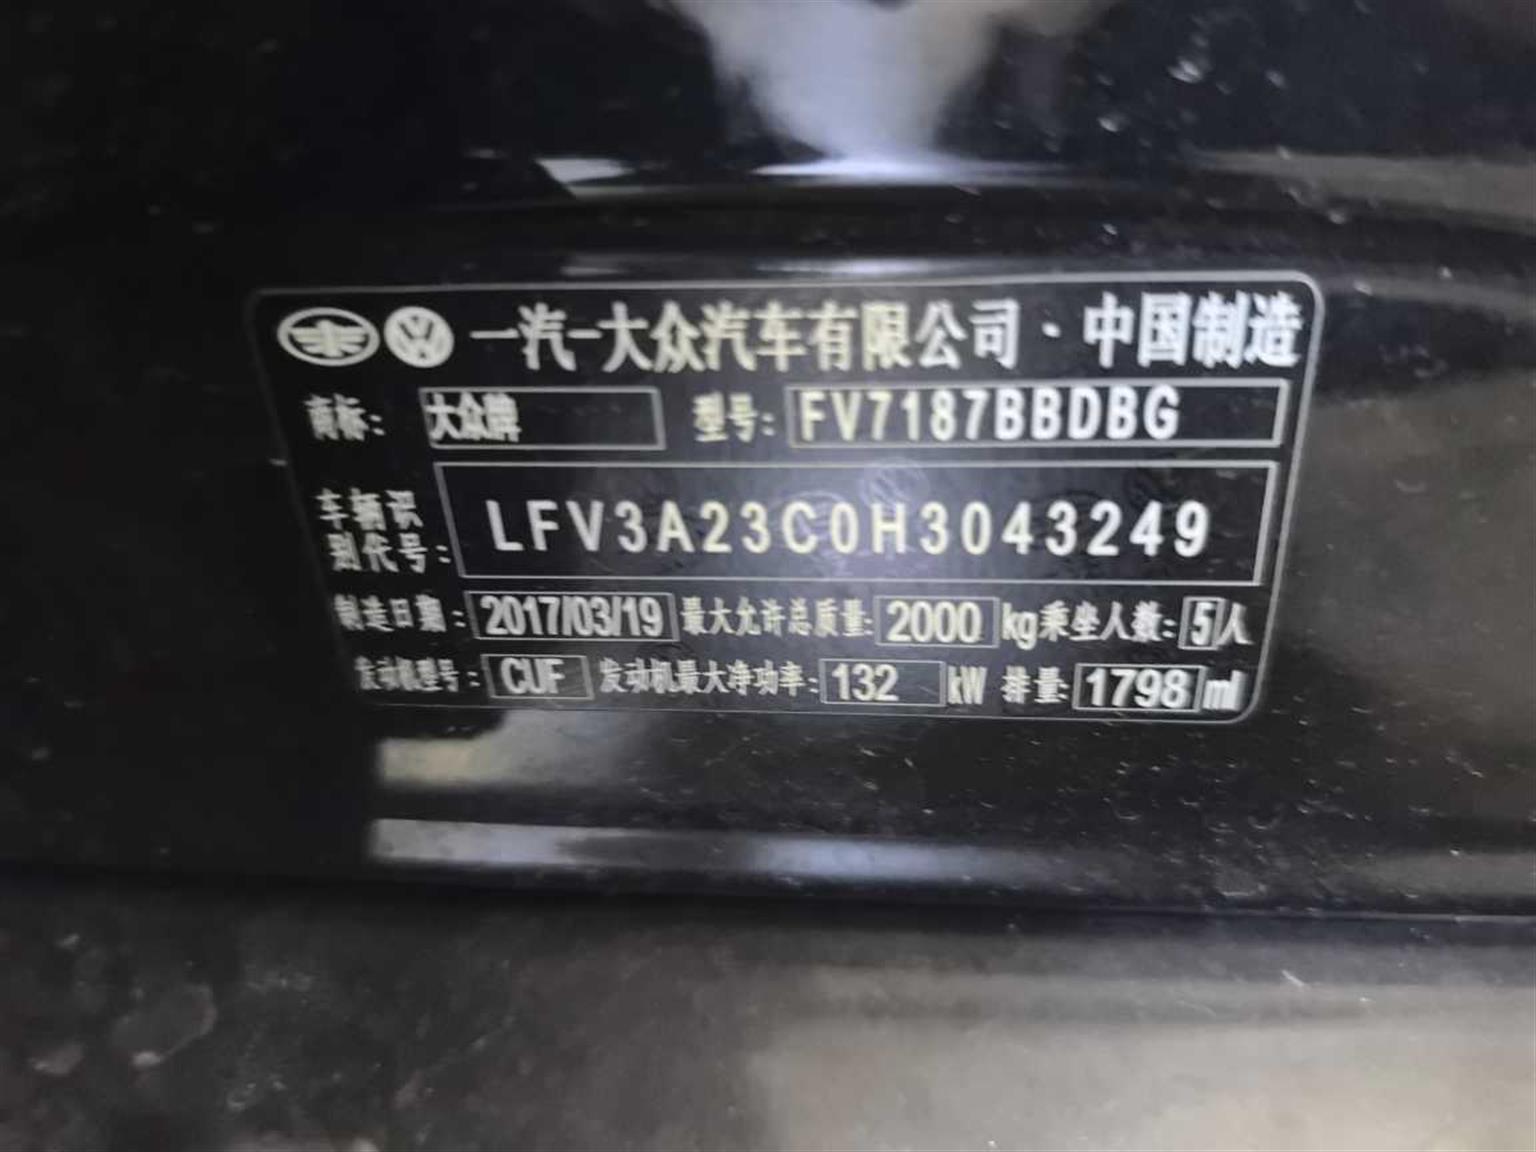 一汽-大众汽车有限公司·中国制造
商标: 大众牌 型号: FV7187BBDBG
车辆识别代号: LFV3A23C0H3043249
制造日期: 2017/03/19 最大允许总质量: 2000 kg 乘坐人数: 5人
发动机型号: CUF 发动机最大净功率: 132 kW 排量: 1798 ml